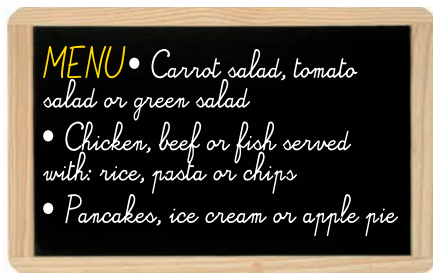 MENU • Carrot salad, tomato
salad or green salad
• Chicken, beef or fish served
with: rice, pasta or chips
• Pancakes, ice cream or apple pie